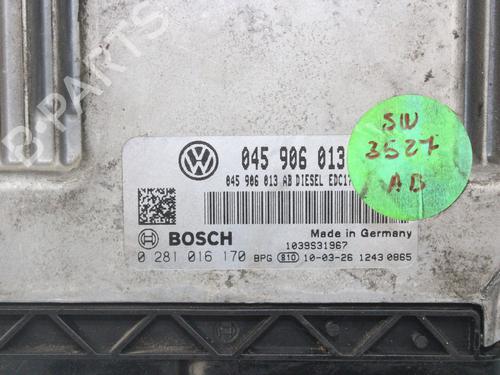 B-Parts
SW
3527
AB
045 906 013
045 906 013 AB DIESEL EDC17
Made in Germany
BOSCH
1039S31967
0 281 016 170 BPG 810 10-03-26 1243 0865